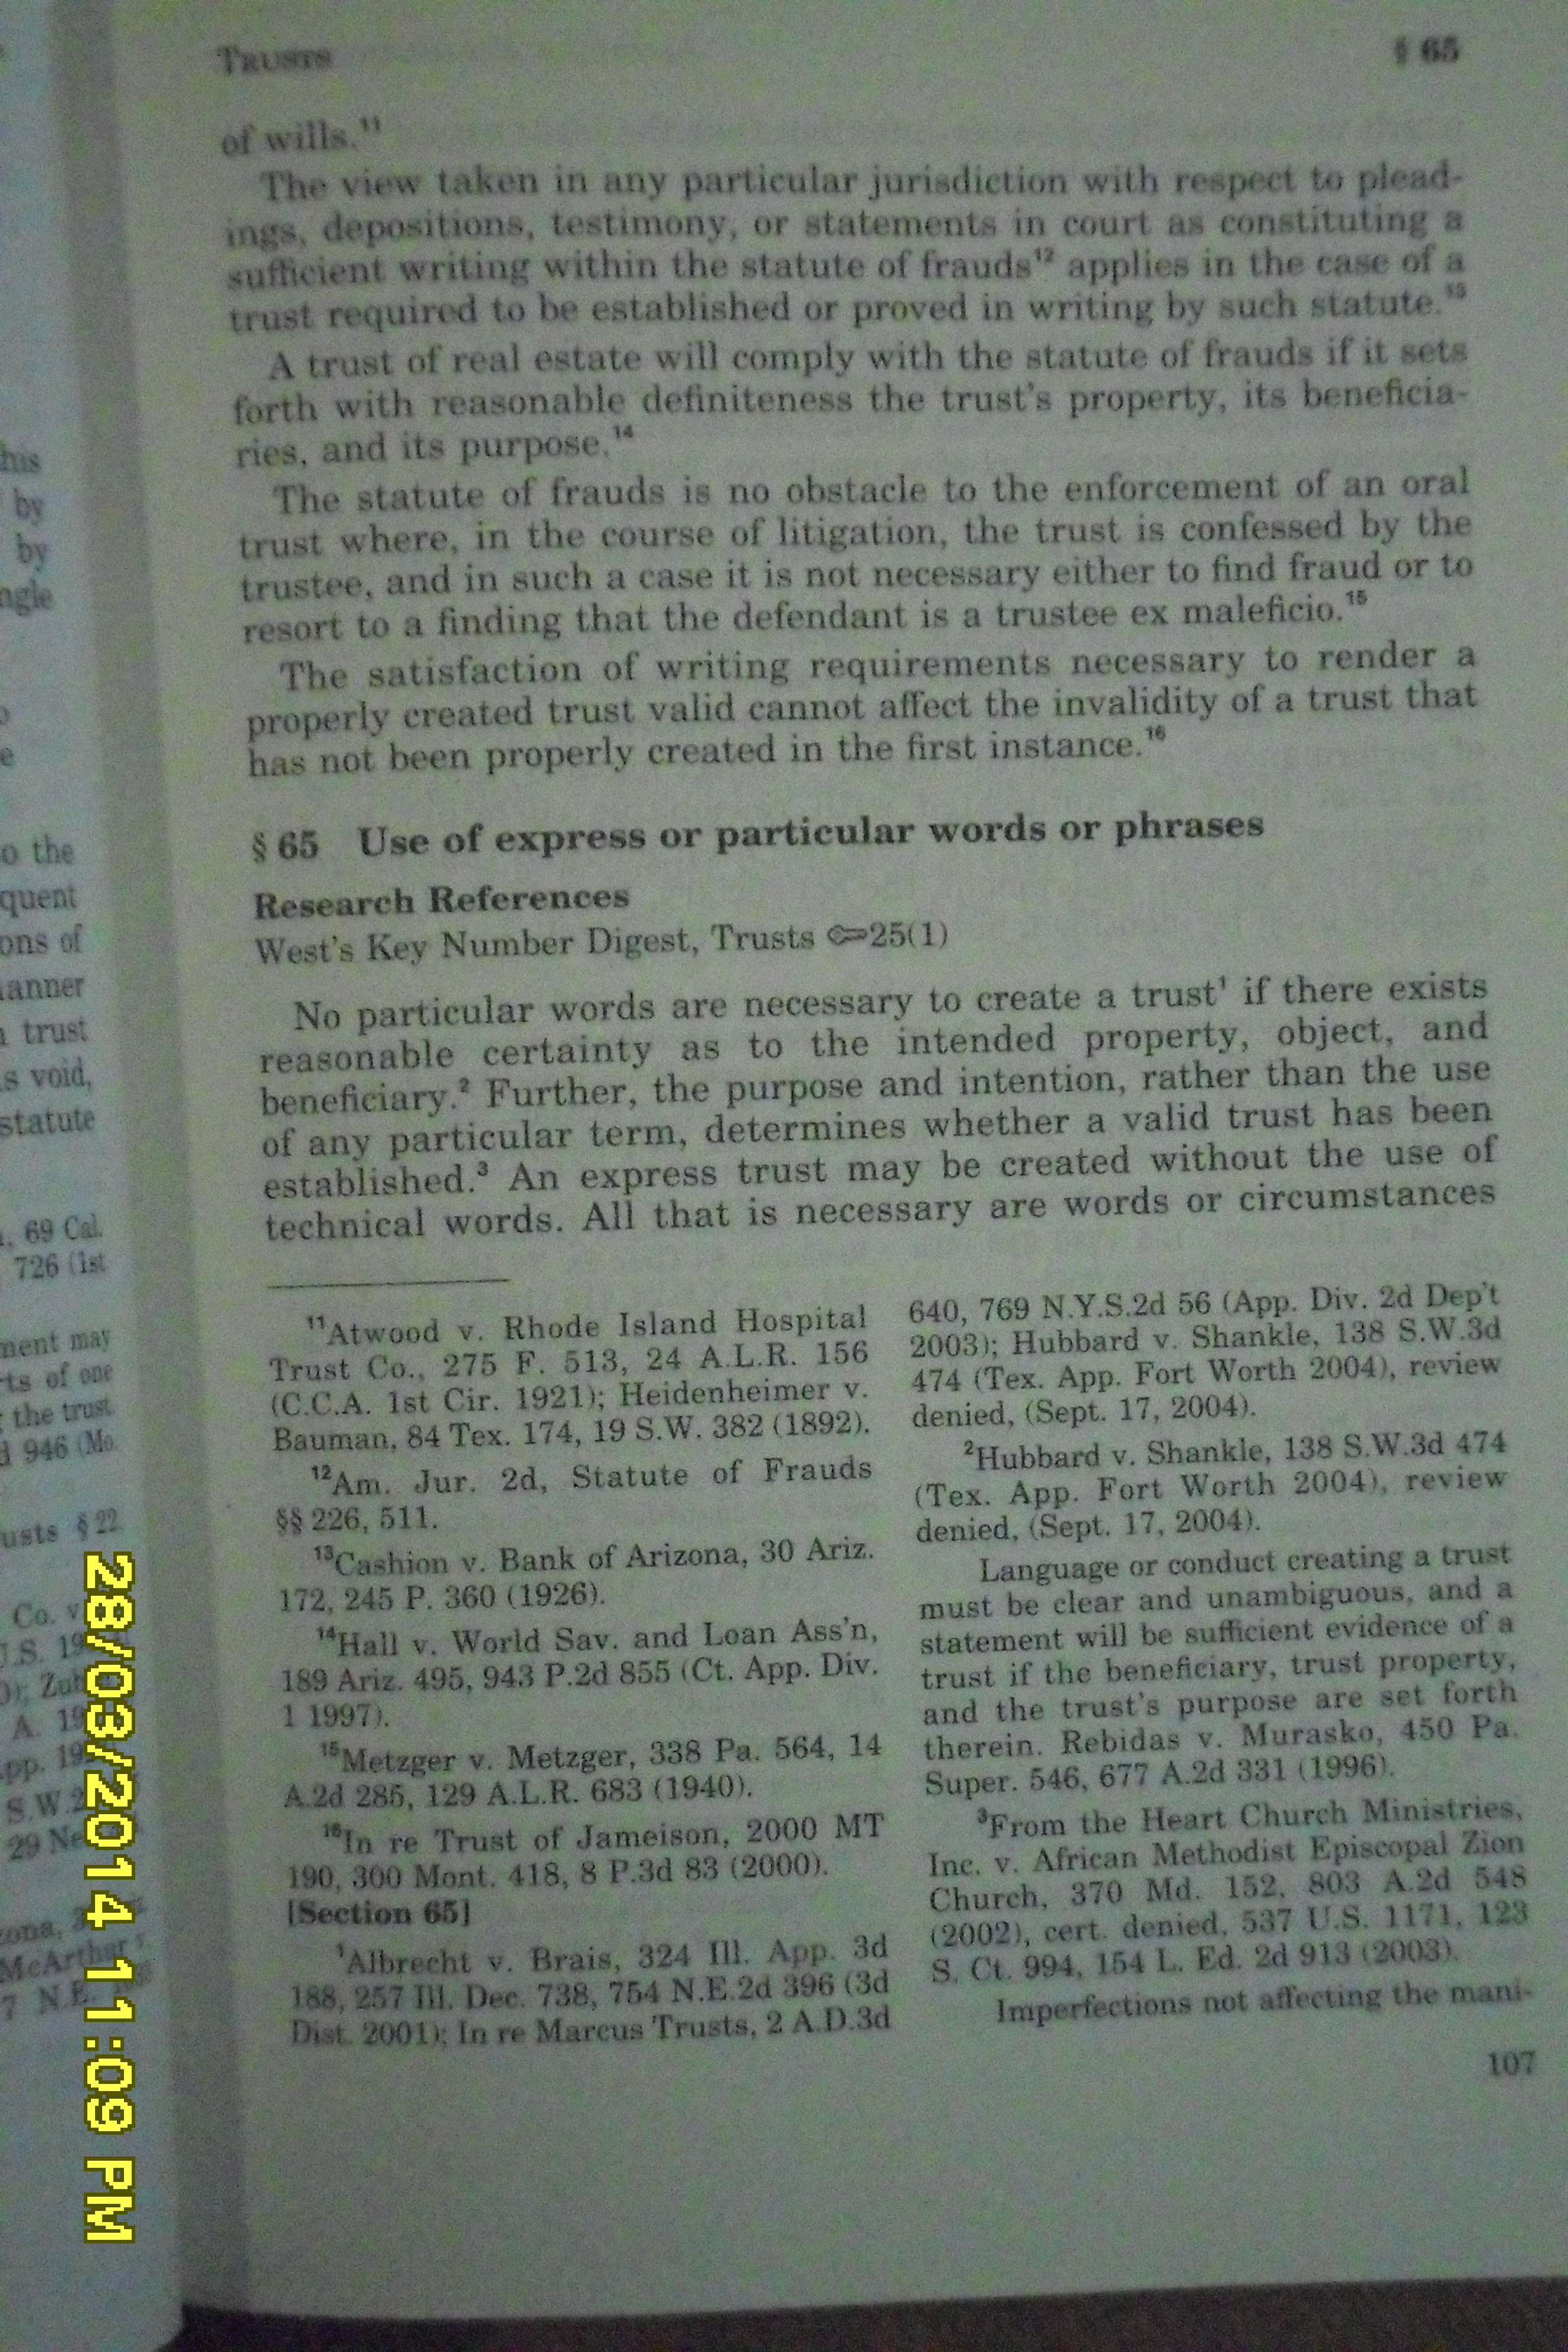 TRUSTS
§ 65
of wills.¹¹
The view taken in any particular jurisdiction with respect to plead-
ings, depositions, testimony, or statements in court as constituting a
sufficient writing within the statute of frauds¹² applies in the case of a
trust required to be established or proved in writing by such statute.¹³
A trust of real estate will comply with the statute of frauds if it sets
forth with reasonable definiteness the trust's property, its beneficia-
ries, and its purpose.¹⁴
The statute of frauds is no obstacle to the enforcement of an oral
trust where, in the course of litigation, the trust is confessed by the
trustee, and in such a case it is not necessary either to find fraud or to
resort to a finding that the defendant is a trustee ex maleficio.¹⁵
The satisfaction of writing requirements necessary to render a
properly created trust valid cannot affect the invalidity of a trust that
has not been properly created in the first instance.¹⁶
§ 65 Use of express or particular words or phrases
Research References
West's Key Number Digest, Trusts ⚷25(1)
No particular words are necessary to create a trust¹ if there exists
reasonable certainty as to the intended property, object, and
beneficiary.² Further, the purpose and intention, rather than the use
of any particular term, determines whether a valid trust has been
established.³ An express trust may be created without the use of
technical words. All that is necessary are words or circumstances
¹¹Atwood v. Rhode Island Hospital
Trust Co., 275 F. 513, 24 A.L.R. 156
(C.C.A. 1st Cir. 1921); Heidenheimer v.
Bauman, 84 Tex. 174, 19 S.W. 382 (1892).
¹²Am. Jur. 2d, Statute of Frauds
§§ 226, 511.
¹³Cashion v. Bank of Arizona, 30 Ariz.
172, 245 P. 360 (1926).
¹⁴Hall v. World Sav. and Loan Ass'n,
189 Ariz. 495, 943 P.2d 855 (Ct. App. Div.
1 1997).
¹⁵Metzger v. Metzger, 338 Pa. 564, 14
A.2d 285, 129 A.L.R. 683 (1940).
¹⁶In re Trust of Jameison, 2000 MT
190, 300 Mont. 418, 8 P.3d 83 (2000).
[Section 65]
¹Albrecht v. Brais, 324 Ill. App. 3d
188, 257 Ill. Dec. 738, 754 N.E.2d 396 (3d
Dist. 2001); In re Marcus Trusts, 2 A.D.3d
640, 769 N.Y.S.2d 56 (App. Div. 2d Dep't
2003); Hubbard v. Shankle, 138 S.W.3d
474 (Tex. App. Fort Worth 2004), review
denied, (Sept. 17, 2004).
²Hubbard v. Shankle, 138 S.W.3d 474
(Tex. App. Fort Worth 2004), review
denied, (Sept. 17, 2004).
Language or conduct creating a trust
must be clear and unambiguous, and a
statement will be sufficient evidence of a
trust if the beneficiary, trust property,
and the trust's purpose are set forth
therein. Rebidas v. Murasko, 450 Pa.
Super. 546, 677 A.2d 331 (1996).
³From the Heart Church Ministries,
Inc. v. African Methodist Episcopal Zion
Church, 370 Md. 152, 803 A.2d 548
(2002), cert. denied, 537 U.S. 1171, 123
S. Ct. 994, 154 L. Ed. 2d 913 (2003).
Imperfections not affecting the mani-
107
by
by
o the
quent
ons of
trust
s void,
statute
69 Cal.
726 (1st
ment may
ts of one
the trust
946 (Mo.
§ 22
Co. v
28/03/2014 11:09 PM